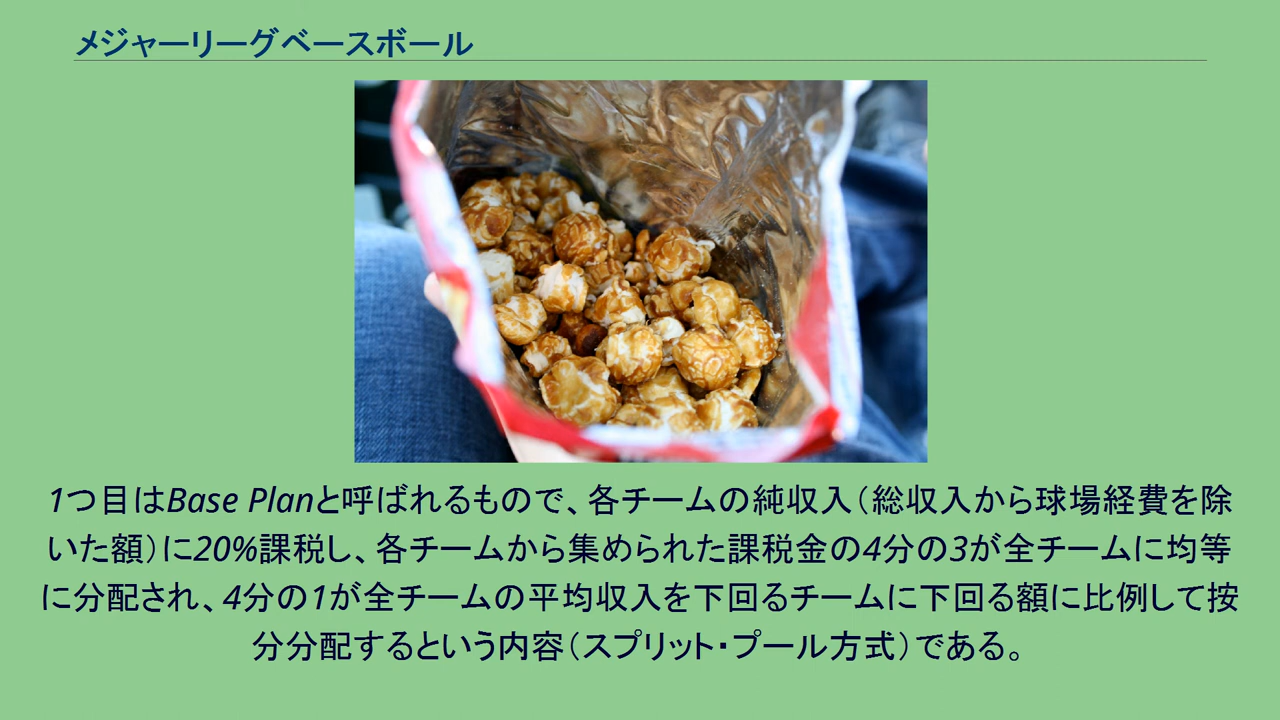 メジャーリーグベースボール
1つ目はBase Planと呼ばれるもので、各チームの純収入（総収入から球場経費を除
いた額）に20%課税し、各チームから集められた課税金の4分の3が全チームに均等
に分配され、4分の1が全チームの平均収入を下回るチームに下回る額に比例して按
分分配するという内容（スプリット・プール方式）である。